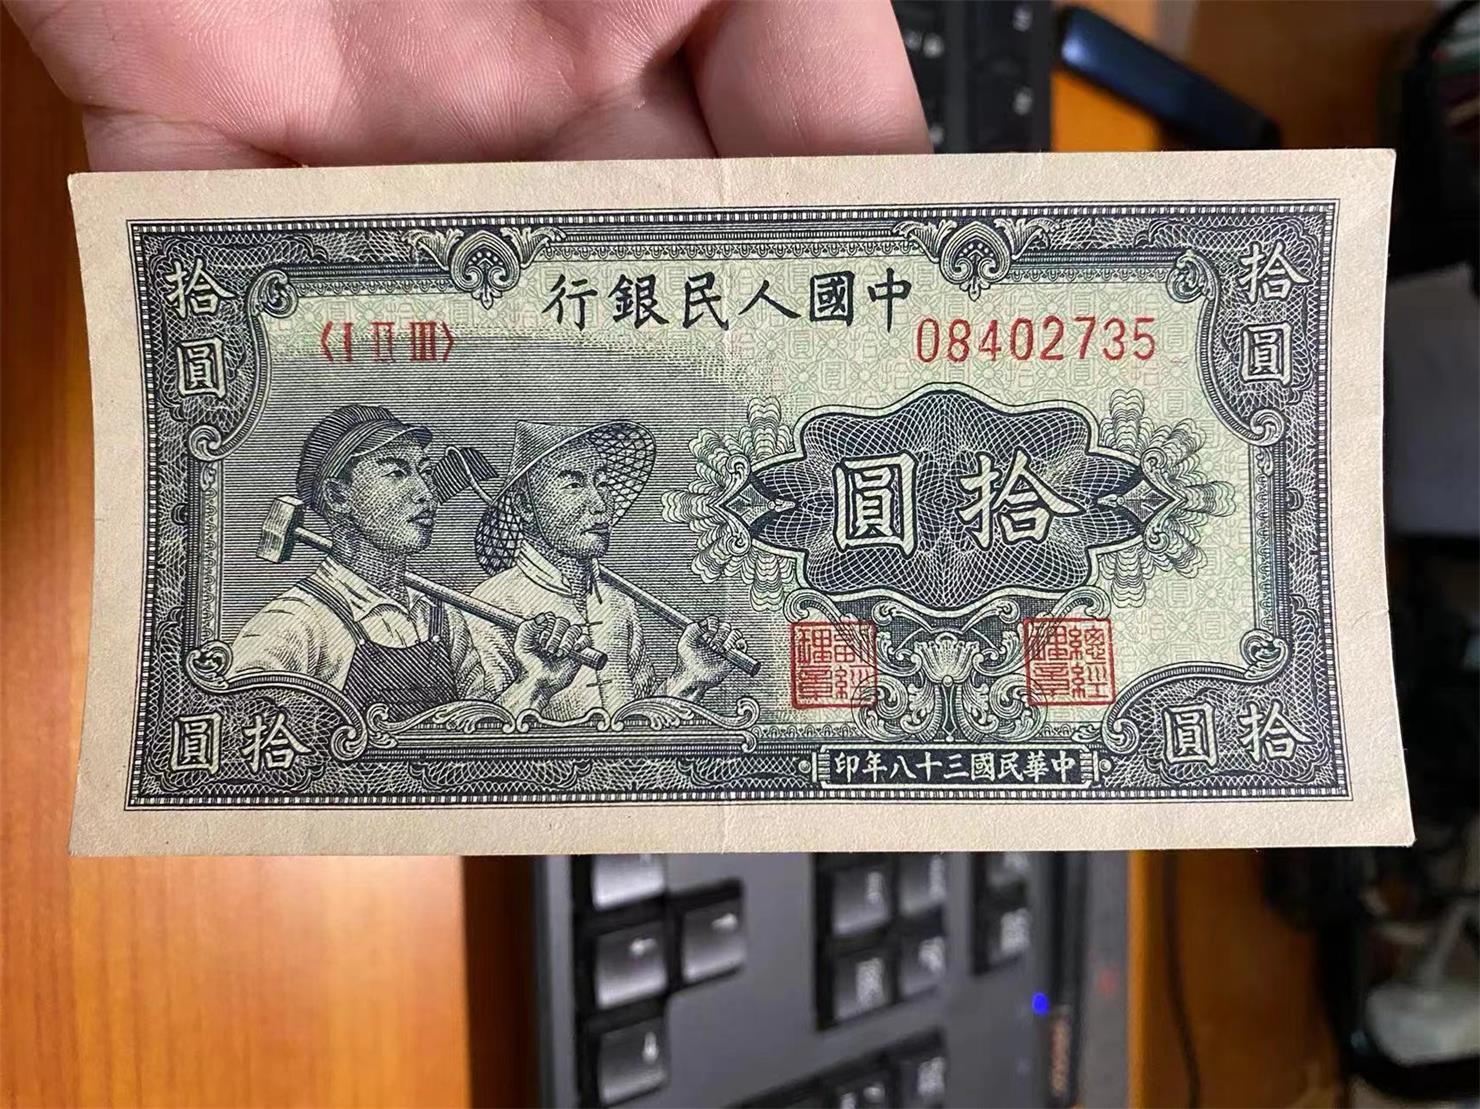 中國人民銀行
拾圓
拾圓
〈I II III〉
08402735
拾圓
總經理章
副經理章
拾圓
拾圓
中華民國三十八年印